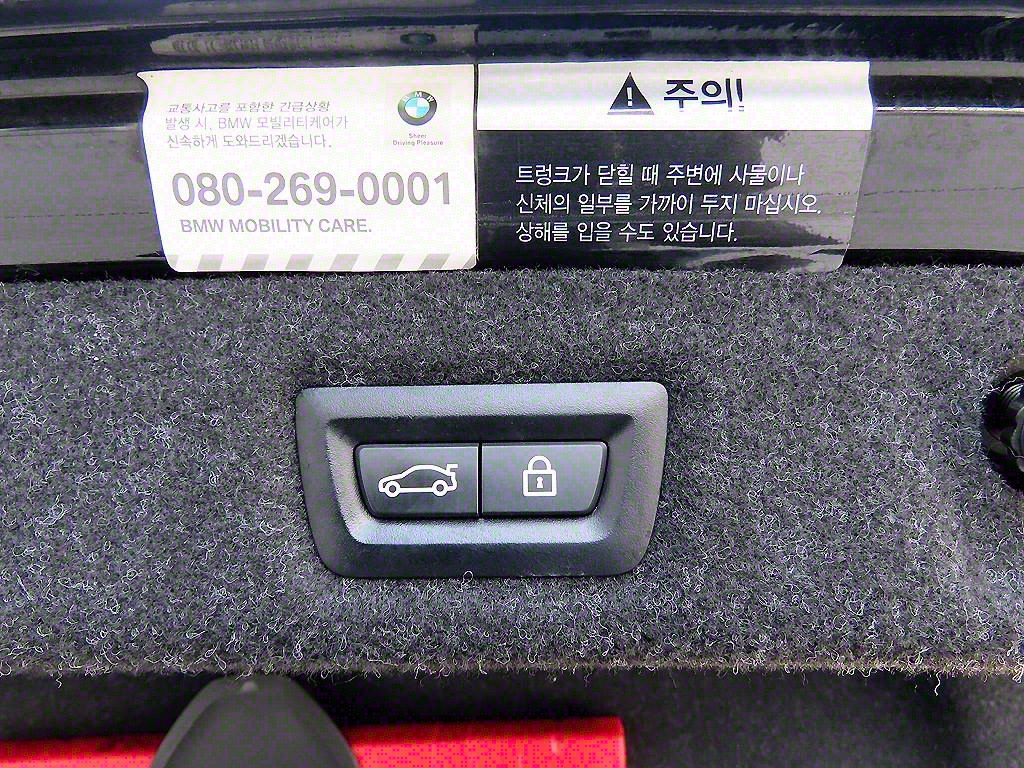 교통사고를 포함한 긴급상황
발생 시, BMW 모빌리티케어가
신속하게 도와드리겠습니다.
BMW
Sheer
Driving Pleasure
080-269-0001
BMW MOBILITY CARE.
주의!
트렁크가 닫힐 때 주변에 사물이나
신체의 일부를 가까이 두지 마십시오.
상해를 입을 수도 있습니다.